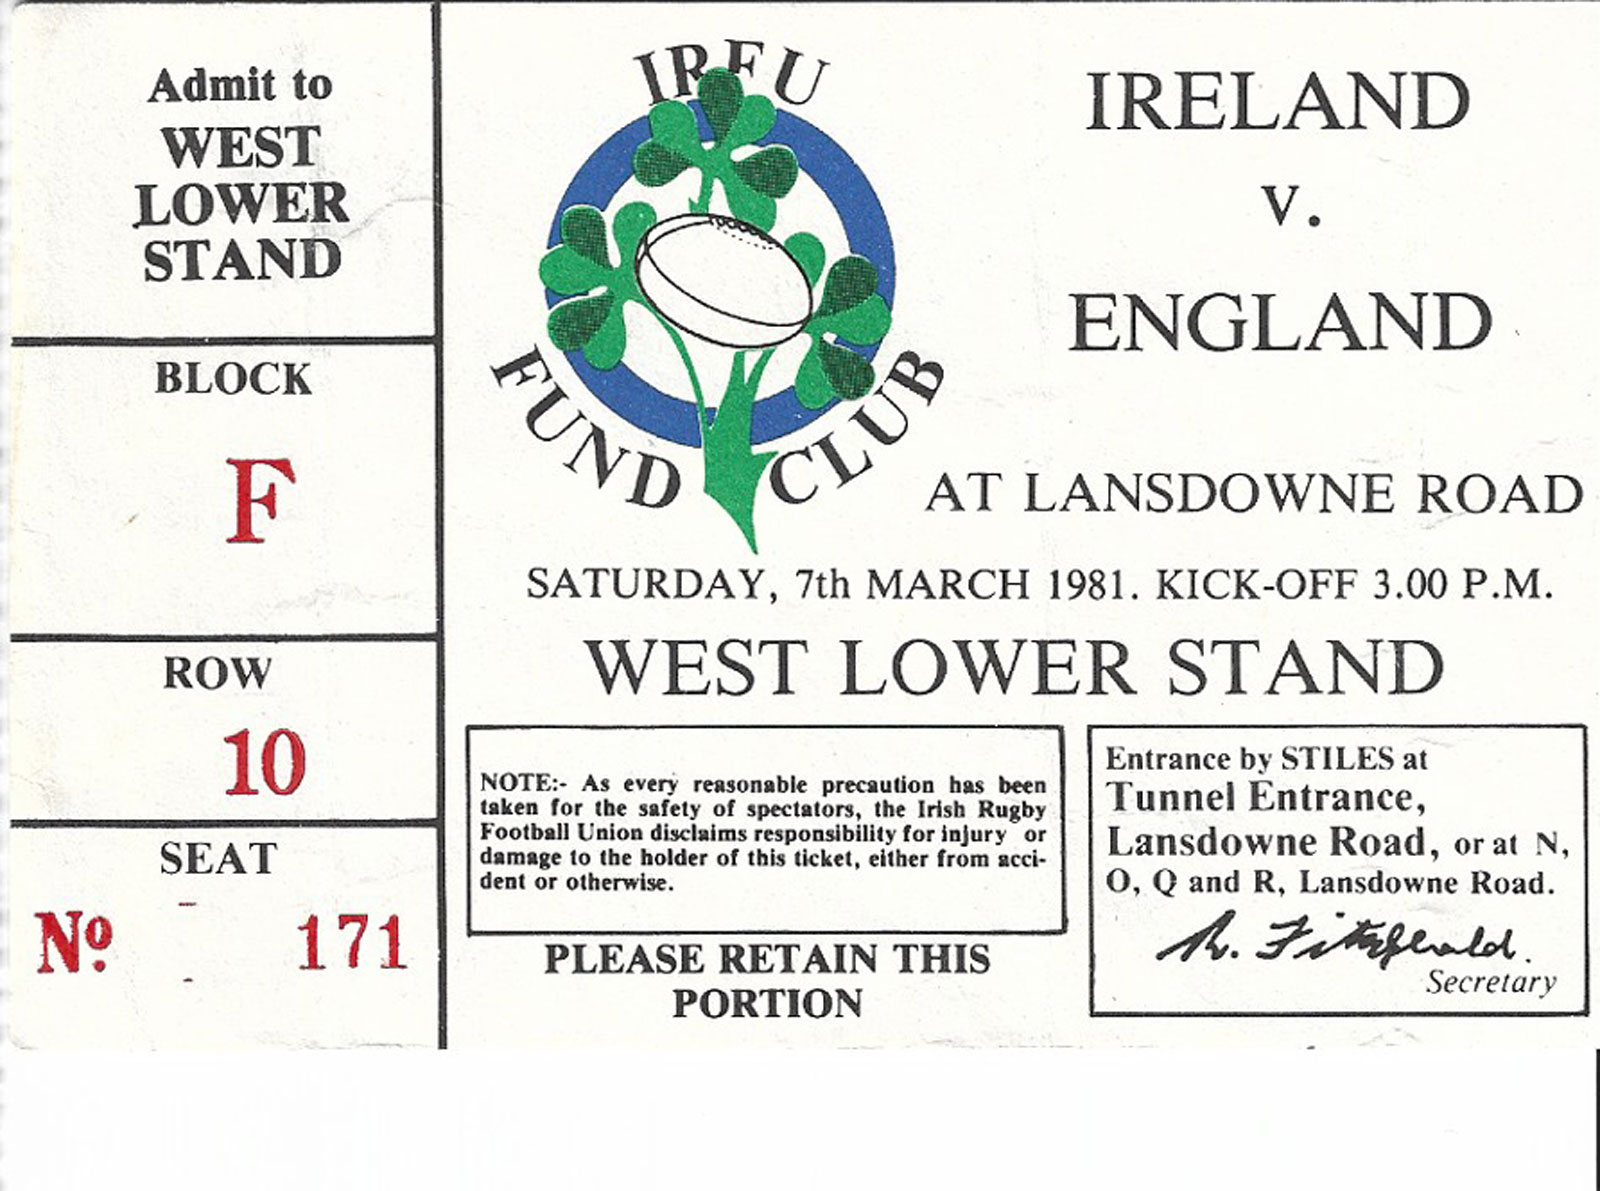 Admit to
WEST
LOWER
STAND
BLOCK
F
ROW
10
SEAT
Nº 171
IRFU
FUND CLUB
IRELAND
v.
ENGLAND
AT LANSDOWNE ROAD
SATURDAY, 7th MARCH 1981. KICK-OFF 3.00 P.M.
WEST LOWER STAND
NOTE:- As every reasonable precaution has been
taken for the safety of spectators, the Irish Rugby
Football Union disclaims responsibility for injury or
damage to the holder of this ticket, either from acci-
dent or otherwise.
PLEASE RETAIN THIS
PORTION
Entrance by STILES at
Tunnel Entrance,
Lansdowne Road, or at N,
O, Q and R, Lansdowne Road.
R. Fitzgerald.
Secretary